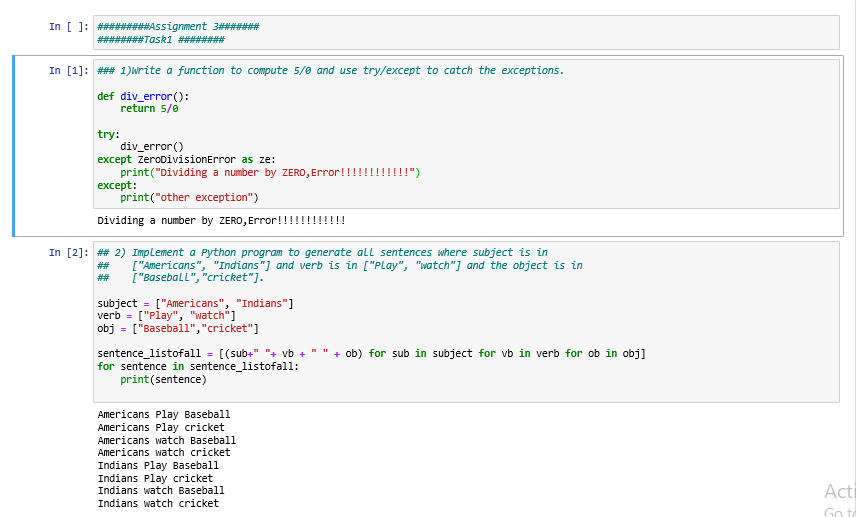 In [ ]: #########Assignment 3#######
########Task1 ########
In [1]: ### 1)Write a function to compute 5/0 and use try/except to catch the exceptions.
def div_error():
    return 5/0
try:
    div_error()
except ZeroDivisionError as ze:
    print("Dividing a number by ZERO,Error!!!!!!!!!!!!")
except:
    print("other exception")
Dividing a number by ZERO,Error!!!!!!!!!!!!
In [2]: ## 2) Implement a Python program to generate all sentences where subject is in
##    ["Americans", "Indians"] and verb is in ["Play", "watch"] and the object is in
##    ["Baseball","cricket"].
subject = ["Americans", "Indians"]
verb = ["Play", "watch"]
obj = ["Baseball","cricket"]
sentence_listofall = [(sub+" "+ vb + " " + ob) for sub in subject for vb in verb for ob in obj]
for sentence in sentence_listofall:
    print(sentence)
Americans Play Baseball
Americans Play cricket
Americans watch Baseball
Americans watch cricket
Indians Play Baseball
Indians Play cricket
Indians watch Baseball
Indians watch cricket
Acti
Go to